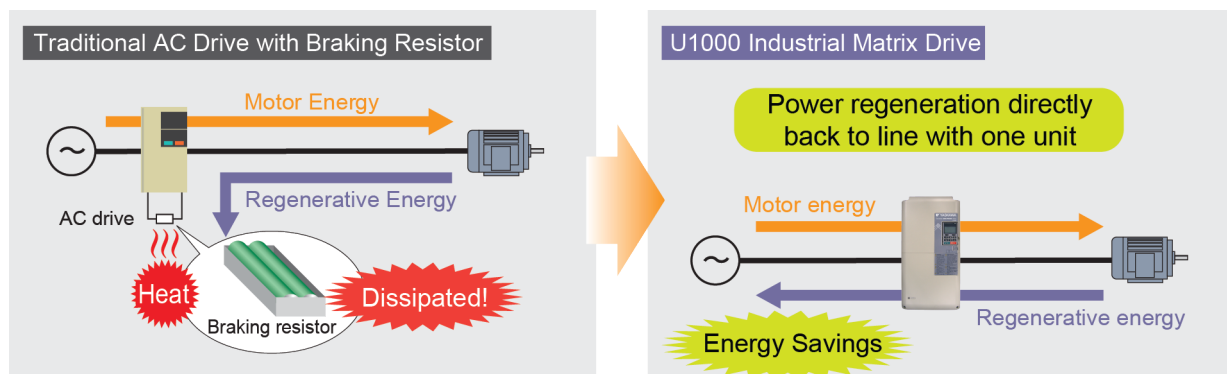 Traditional AC Drive with Braking Resistor
Motor Energy
Regenerative Energy
AC drive
Heat
Braking resistor
Dissipated!
U1000 Industrial Matrix Drive
Power regeneration directly
back to line with one unit
Motor energy
Regenerative energy
Energy Savings